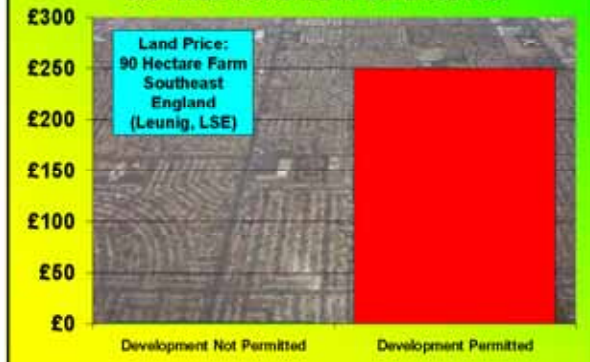 £300
£250
£200
£150
£100
£50
£0
Land Price:
90 Hectare Farm
Southeast
England
(Leunig, LSE)
Development Not Permitted
Development Permitted